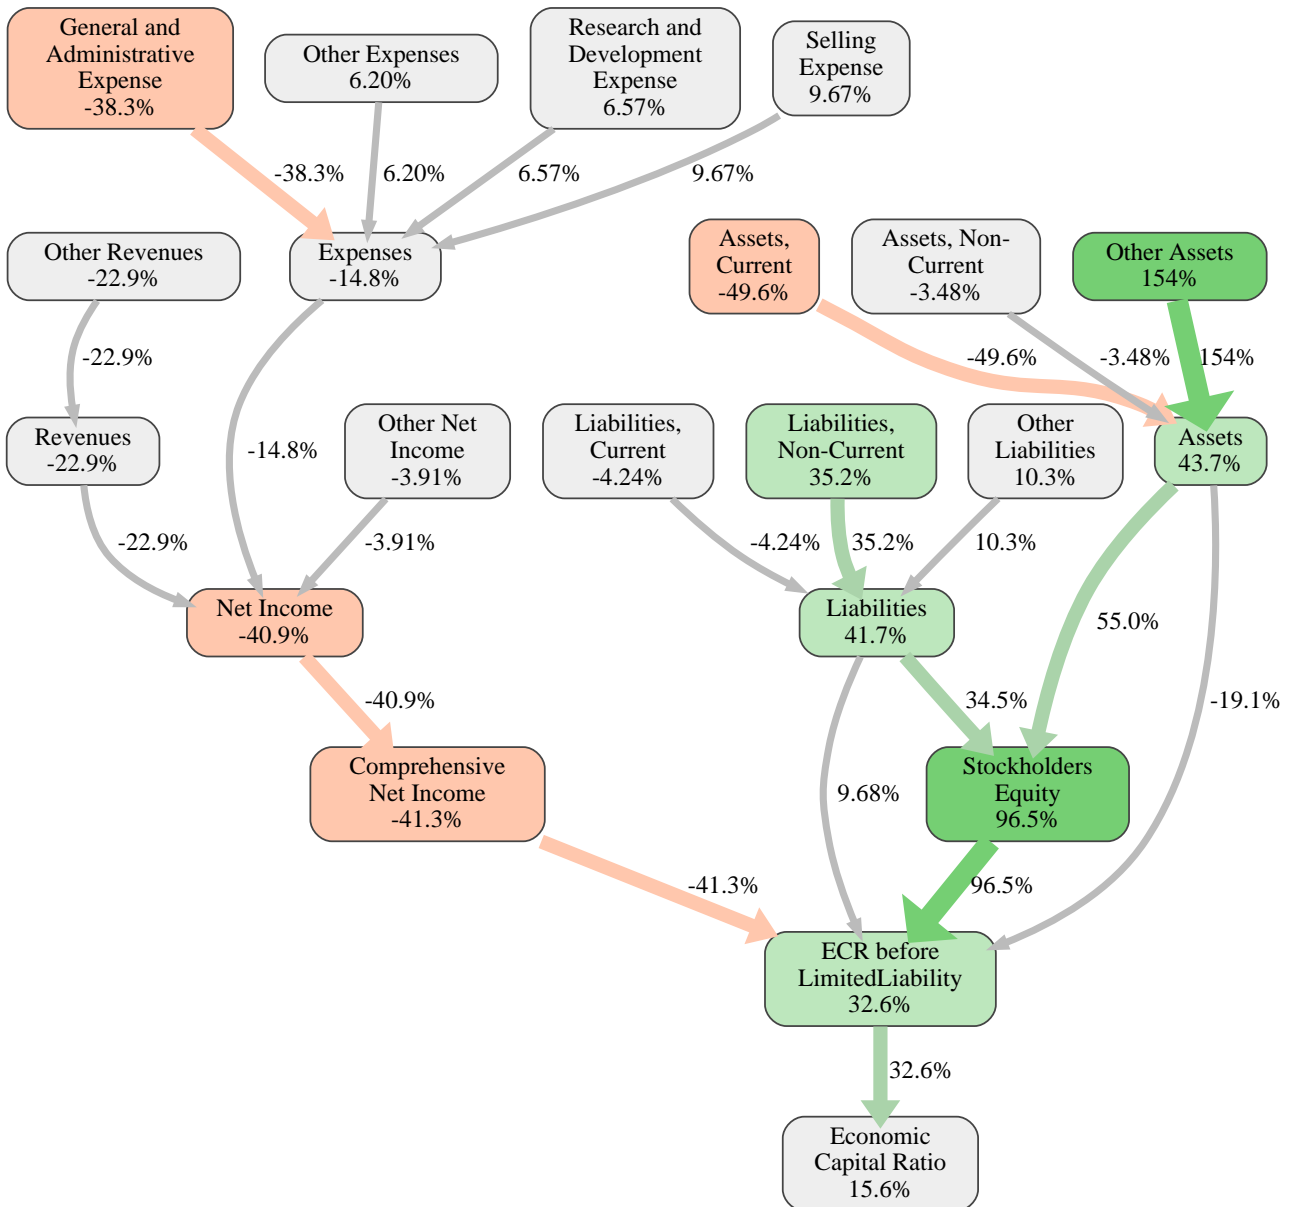 General and
Administrative
Expense
-38.3%
Other Expenses
6.20%
Research and
Development
Expense
6.57%
Selling
Expense
9.67%
-38.3%
6.20%
6.57%
9.67%
Other Revenues
-22.9%
Expenses
-14.8%
Assets,
Current
-49.6%
Assets, Non-
Current
-3.48%
Other Assets
154%
-22.9%
-49.6%
-3.48%
154%
Revenues
-22.9%
-14.8%
Other Net
Income
-3.91%
Liabilities,
Current
-4.24%
Liabilities,
Non-Current
35.2%
Other
Liabilities
10.3%
Assets
43.7%
-22.9%
-3.91%
-4.24%
35.2%
10.3%
Net Income
-40.9%
Liabilities
41.7%
55.0%
-40.9%
34.5%
-19.1%
Comprehensive
Net Income
-41.3%
9.68%
Stockholders
Equity
96.5%
-41.3%
96.5%
ECR before
LimitedLiability
32.6%
32.6%
Economic
Capital Ratio
15.6%